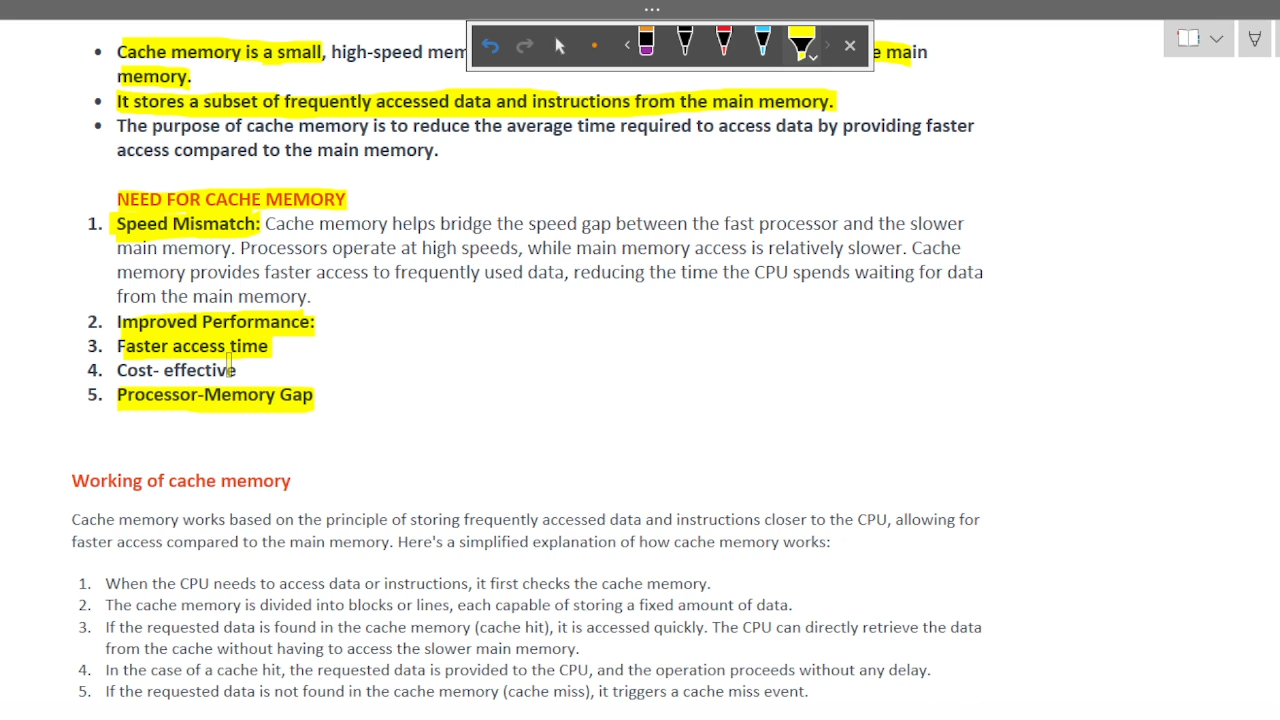 • Cache memory is a small, high-speed mem e main
memory.
• It stores a subset of frequently accessed data and instructions from the main memory.
• The purpose of cache memory is to reduce the average time required to access data by providing faster
access compared to the main memory.
NEED FOR CACHE MEMORY
1. Speed Mismatch: Cache memory helps bridge the speed gap between the fast processor and the slower
main memory. Processors operate at high speeds, while main memory access is relatively slower. Cache
memory provides faster access to frequently used data, reducing the time the CPU spends waiting for data
from the main memory.
2. Improved Performance:
3. Faster access time
4. Cost- effective
5. Processor-Memory Gap
Working of cache memory
Cache memory works based on the principle of storing frequently accessed data and instructions closer to the CPU, allowing for
faster access compared to the main memory. Here's a simplified explanation of how cache memory works:
1. When the CPU needs to access data or instructions, it first checks the cache memory.
2. The cache memory is divided into blocks or lines, each capable of storing a fixed amount of data.
3. If the requested data is found in the cache memory (cache hit), it is accessed quickly. The CPU can directly retrieve the data
from the cache without having to access the slower main memory.
4. In the case of a cache hit, the requested data is provided to the CPU, and the operation proceeds without any delay.
5. If the requested data is not found in the cache memory (cache miss), it triggers a cache miss event.